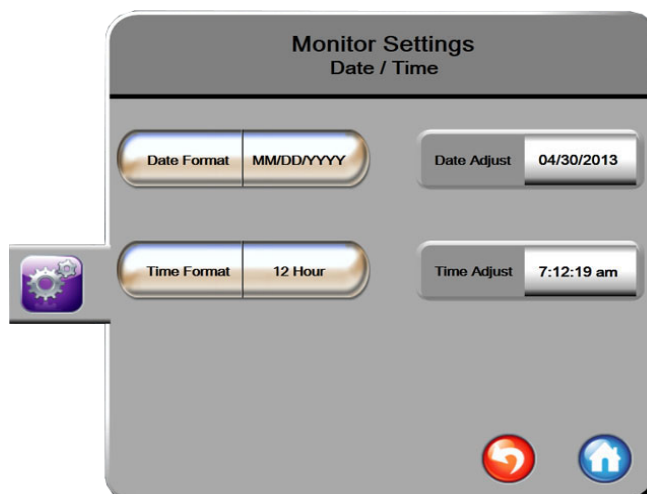 Monitor Settings
Date / Time
Date Format MM/DD/YYYY
Date Adjust 04/30/2013
Time Format 12 Hour
Time Adjust 7:12:19 am